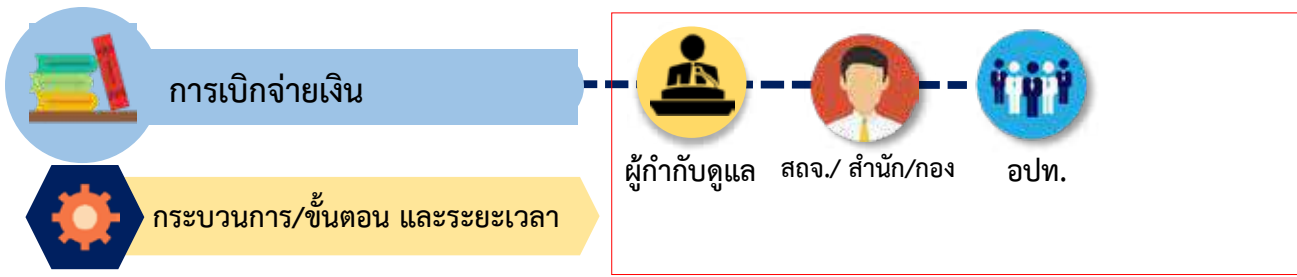 การเบิกจ่ายเงิน
ผู้กำกับดูแล สถจ./ สำนัก/กอง อปท.
กระบวนการ/ขั้นตอน และระยะเวลา